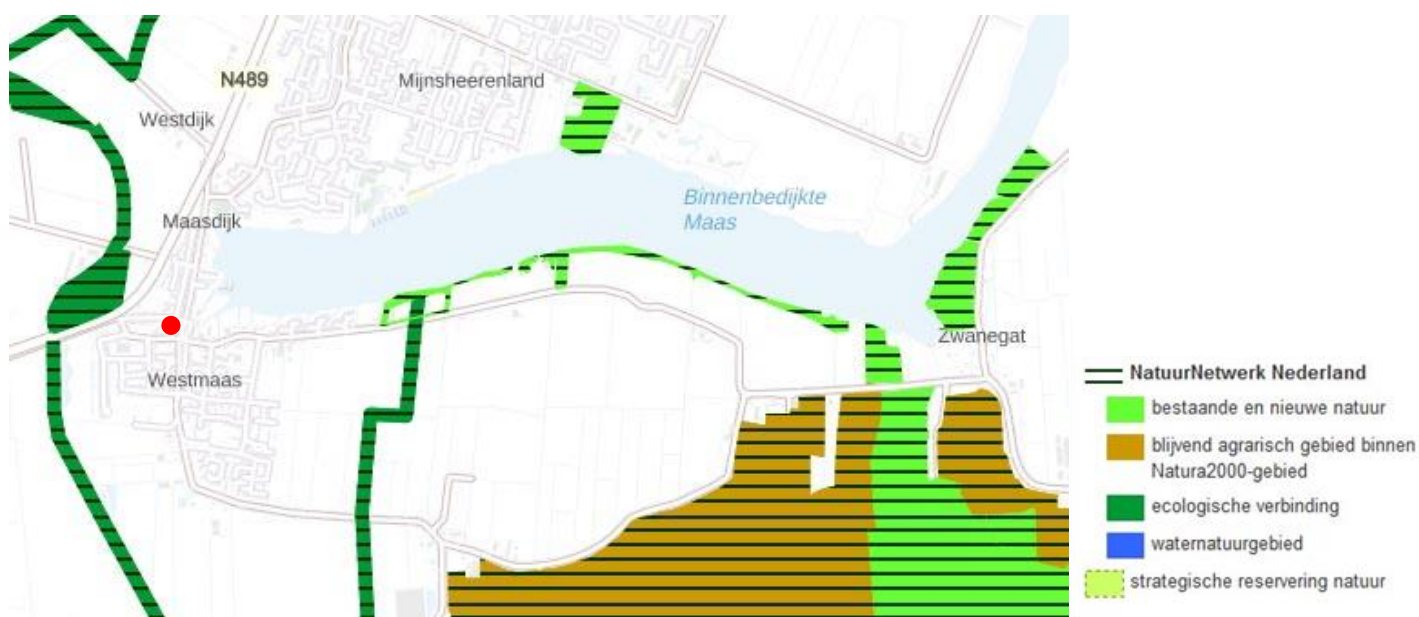 N489
Mijnsheerenland
Westdijk
Binnenbedijkte
Maas
Maasdijk
Zwanegat
Westmaas
NatuurNetwerk Nederland
bestaande en nieuwe natuur
blijvend agrarisch gebied binnen
Natura2000-gebied
ecologische verbinding
waternatuurgebied
strategische reservering natuur